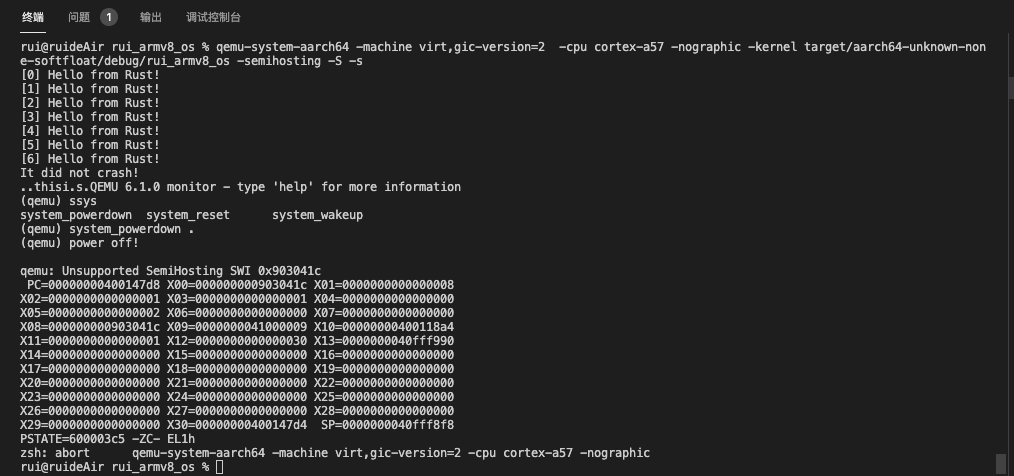 终端 问题 1 输出 调试控制台
rui@ruideAir rui_armv8_os % qemu-system-aarch64 -machine virt,gic-version=2  -cpu cortex-a57 -nographic -kernel target/aarch64-unknown-non
e-softfloat/debug/rui_armv8_os -semihosting -S -s
[0] Hello from Rust!
[1] Hello from Rust!
[2] Hello from Rust!
[3] Hello from Rust!
[4] Hello from Rust!
[5] Hello from Rust!
[6] Hello from Rust!
It did not crash!
..thisi.s.QEMU 6.1.0 monitor - type 'help' for more information
(qemu) ssys
system_powerdown  system_reset      system_wakeup
(qemu) system_powerdown .
(qemu) power off!
qemu: Unsupported SemiHosting SWI 0x903041c
PC=00000000400147d8 X00=000000000903041c X01=0000000000000008
X02=0000000000000001 X03=0000000000000001 X04=0000000000000000
X05=0000000000000002 X06=0000000000000000 X07=0000000000000000
X08=000000000903041c X09=0000000041000009 X10=00000000400118a4
X11=0000000000000001 X12=0000000000000030 X13=0000000040fff990
X14=0000000000000000 X15=0000000000000000 X16=0000000000000000
X17=0000000000000000 X18=0000000000000000 X19=0000000000000000
X20=0000000000000000 X21=0000000000000000 X22=0000000000000000
X23=0000000000000000 X24=0000000000000000 X25=0000000000000000
X26=0000000000000000 X27=0000000000000000 X28=0000000000000000
X29=0000000000000000 X30=00000000400147d4  SP=0000000040fff8f8
PSTATE=600003c5 -ZC- EL1h
zsh: abort      qemu-system-aarch64 -machine virt,gic-version=2 -cpu cortex-a57 -nographic
rui@ruideAir rui_armv8_os %